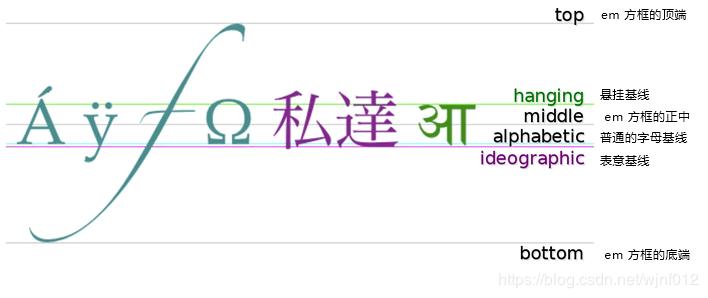 top em 方框的顶端
Áÿƒ Ω 私達 आ
hanging 悬挂基线
middle em 方框的正中
alphabetic 普通的字母基线
ideographic 表意基线
bottom em 方框的底端
https://blog.csdn.net/wjnf012